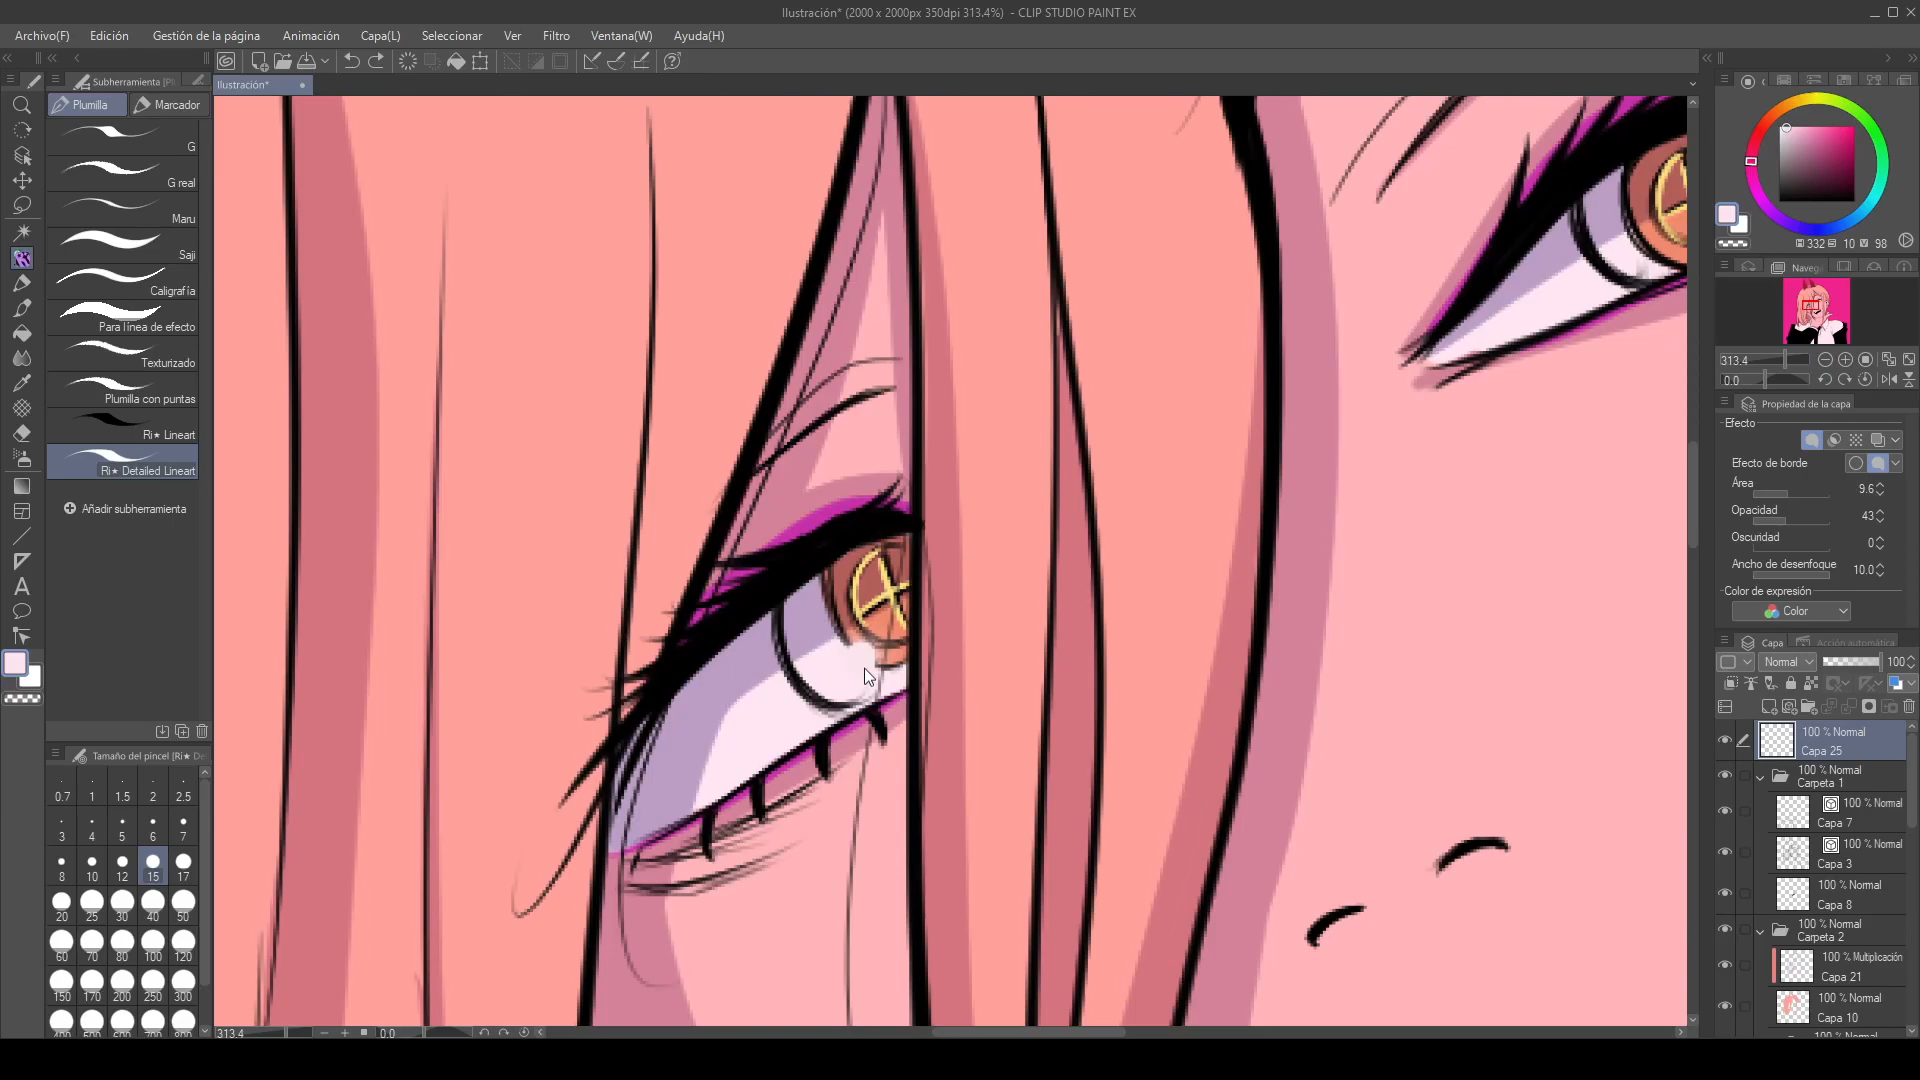 Ilustración* (2000 x 2000px 350dpi 313.4%) - CLIP STUDIO PAINT EX
Archivo(F) Edición Gestión de la página Animación Capa(L) Seleccionar Ver Filtro Ventana(W) Ayuda(H)
Subherramienta [Pl
Ilustración*
Plumilla Marcador
G
G real
Maru
Saji
Caligrafía
Para línea de efecto
Texturizado
Plumilla con puntas
Ri★ Lineart
Ri★ Detailed Lineart
Añadir subherramienta
Tamaño del pincel [Ri★ De
0.7 1 1.5 2 2.5
3 4 5 6 7
8 10 12 15 17
20 25 30 40 50
60 70 80 100 120
150 170 200 250 300
313.4 0.0
H 332 S 10 V 98
Naveg
313.4
0.0
Propiedad de la capa
Efecto
Efecto de borde
Área 9.6
Opacidad 43
Oscuridad 0
Ancho de desenfoque 10.0
Color de expresión
Color
Capa Acción automática
Normal 100
100 % Normal
Capa 25
100 % Normal
Carpeta 1
100 % Normal
Capa 7
100 % Normal
Capa 3
100 % Normal
Capa 8
100 % Normal
Carpeta 2
100 % Multiplicación
Capa 21
100 % Normal
Capa 10